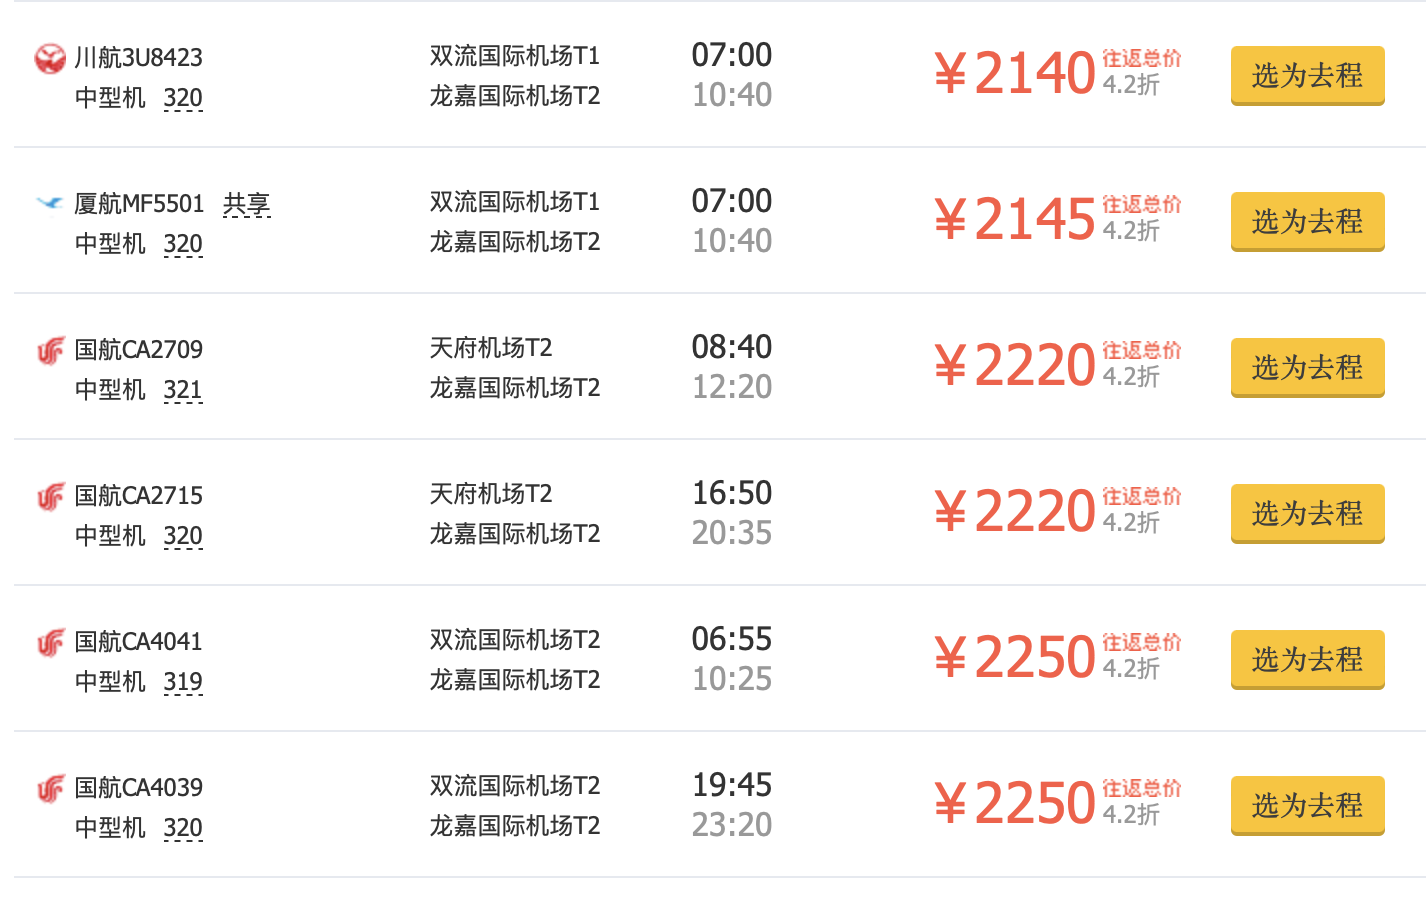 川航3U8423 双流国际机场T1 07:00 ¥2140 往返总价 选为去程
中型机 320 龙嘉国际机场T2 10:40 4.2折
厦航MF5501 共享 双流国际机场T1 07:00 ¥2145 往返总价 选为去程
中型机 320 龙嘉国际机场T2 10:40 4.2折
国航CA2709 天府机场T2 08:40 ¥2220 往返总价 选为去程
中型机 321 龙嘉国际机场T2 12:20 4.2折
国航CA2715 天府机场T2 16:50 ¥2220 往返总价 选为去程
中型机 320 龙嘉国际机场T2 20:35 4.2折
国航CA4041 双流国际机场T2 06:55 ¥2250 往返总价 选为去程
中型机 319 龙嘉国际机场T2 10:25 4.2折
国航CA4039 双流国际机场T2 19:45 ¥2250 往返总价 选为去程
中型机 320 龙嘉国际机场T2 23:20 4.2折